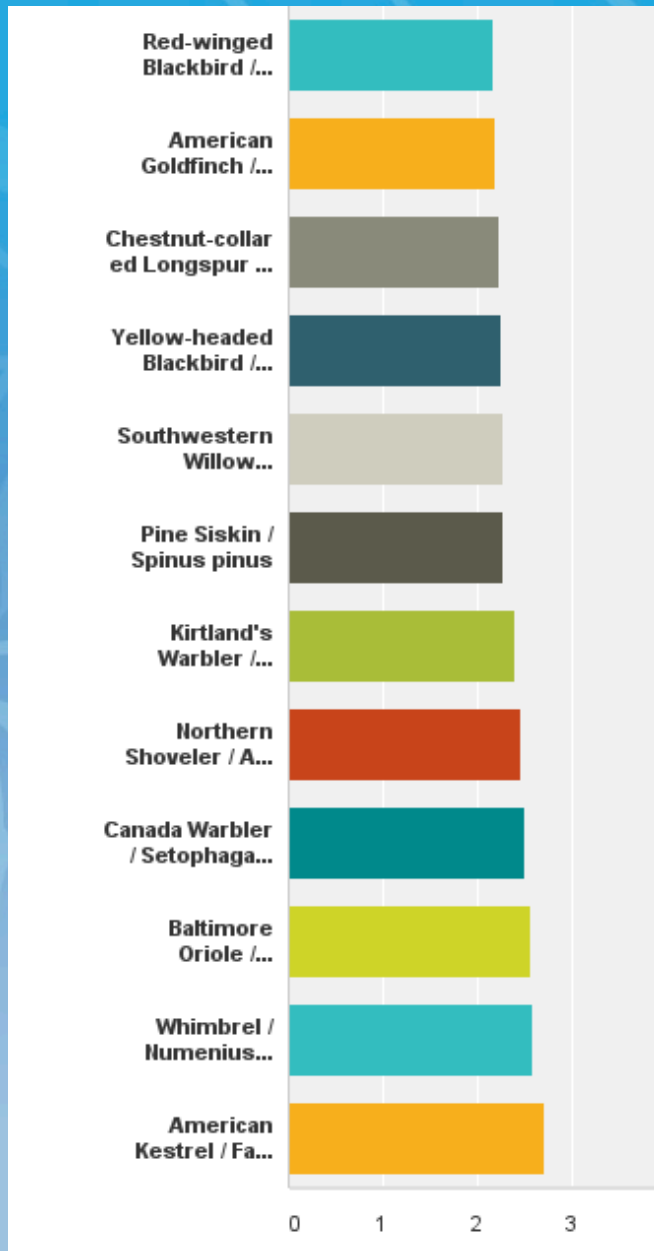 Red-winged
Blackbird /...
American
Goldfinch /...
Chestnut-collar
ed Longspur ...
Yellow-headed
Blackbird /...
Southwestern
Willow...
Pine Siskin /
Spinus pinus
Kirtland's
Warbler /...
Northern
Shoveler / A...
Canada Warbler
/ Setophaga...
Baltimore
Oriole /...
Whimbrel /
Numenius...
American
Kestrel / Fa...
0 1 2 3